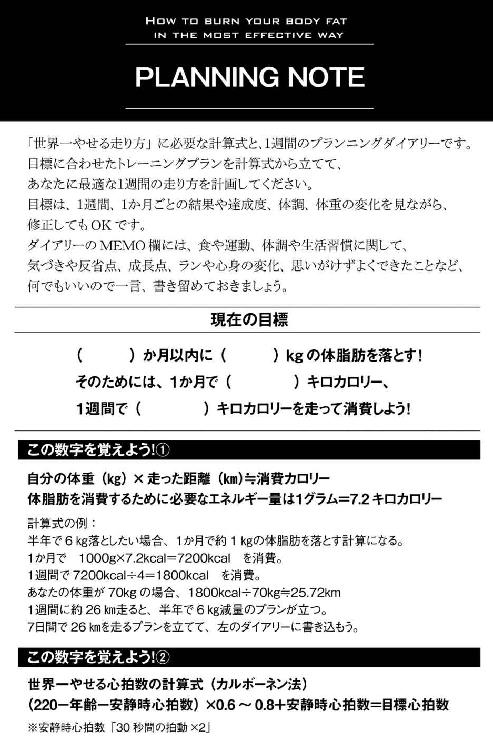 HOW TO BURN YOUR BODY FAT
IN THE MOST EFFECTIVE WAY
PLANNING NOTE
「世界一やせる走り方」に必要な計算式と、1週間のプランニングダイアリーです。
目標に合わせたトレーニングプランを計算式から立てて、
あなたに最適な1週間の走り方を計画してください。
目標は、1週間、1か月ごとの結果や達成度、体調、体重の変化を見ながら、
修正してもOKです。
ダイアリーのMEMO欄には、食や運動、体調や生活習慣に関して、
気づきや反省点、成長点、ランや心身の変化、思いがけずよくできたことなど、
何でもいいので一言、書き留めておきましょう。
現在の目標
(　　　) か月以内に (　　　) kgの体脂肪を落とす!
そのためには、1か月で (　　　) キロカロリー、
1週間で (　　　) キロカロリーを走って消費しよう!
この数字を覚えよう!①
自分の体重 (kg) ×走った距離 (km)≒消費カロリー
体脂肪を消費するために必要なエネルギー量は1グラム=7.2キロカロリー
計算式の例:
半年で6kg落としたい場合、1か月で約1kgの体脂肪を落とす計算になる。
1か月で　1000g×7.2kcal=7200kcal　を消費。
1週間で7200kcal÷4=1800kcal　を消費。
あなたの体重が70kgの場合、1800kcal÷70kg≒25.72km
1週間に約26km走ると、半年で6kg減量のプランが立つ。
7日間で26kmを走るプランを立てて、左のダイアリーに書き込もう。
この数字を覚えよう!②
世界一やせる心拍数の計算式 (カルボーネン法)
(220−年齢−安静時心拍数) ×0.6〜0.8+安静時心拍数=目標心拍数
※安静時心拍数「30秒間の拍動×2」